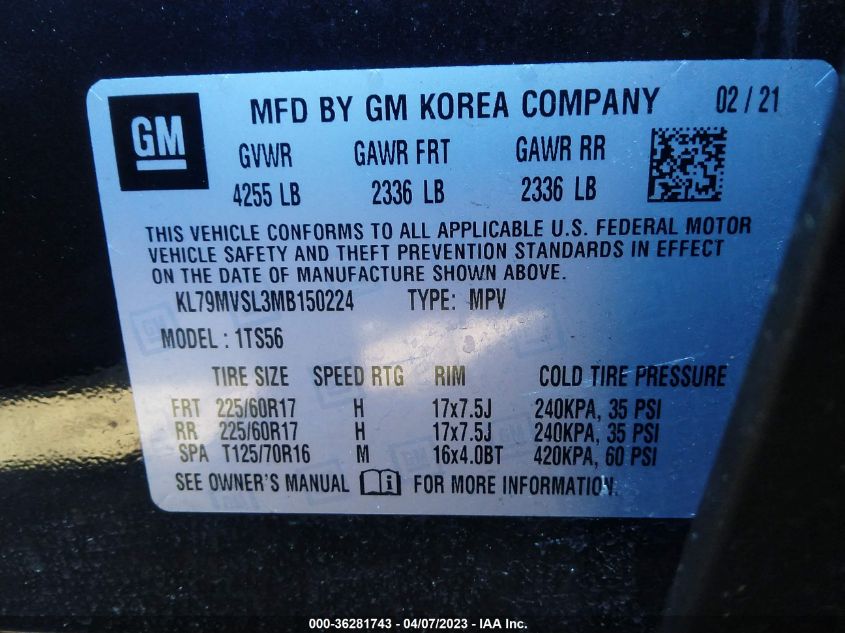 GM MFD BY GM KOREA COMPANY 02 / 21
GVWR GAWR FRT GAWR RR
4255 LB 2336 LB 2336 LB
THIS VEHICLE CONFORMS TO ALL APPLICABLE U.S. FEDERAL MOTOR
VEHICLE SAFETY AND THEFT PREVENTION STANDARDS IN EFFECT
ON THE DATE OF MANUFACTURE SHOWN ABOVE.
KL79MVSL3MB150224 TYPE: MPV
MODEL : 1TS56
TIRE SIZE SPEED RTG RIM COLD TIRE PRESSURE
FRT 225/60R17 H 17x7.5J 240KPA, 35 PSI
RR 225/60R17 H 17x7.5J 240KPA, 35 PSI
SPA T125/70R16 M 16x4.0BT 420KPA, 60 PSI
SEE OWNER'S MANUAL FOR MORE INFORMATION.
000-36281743 - 04/07/2023 - IAA Inc.